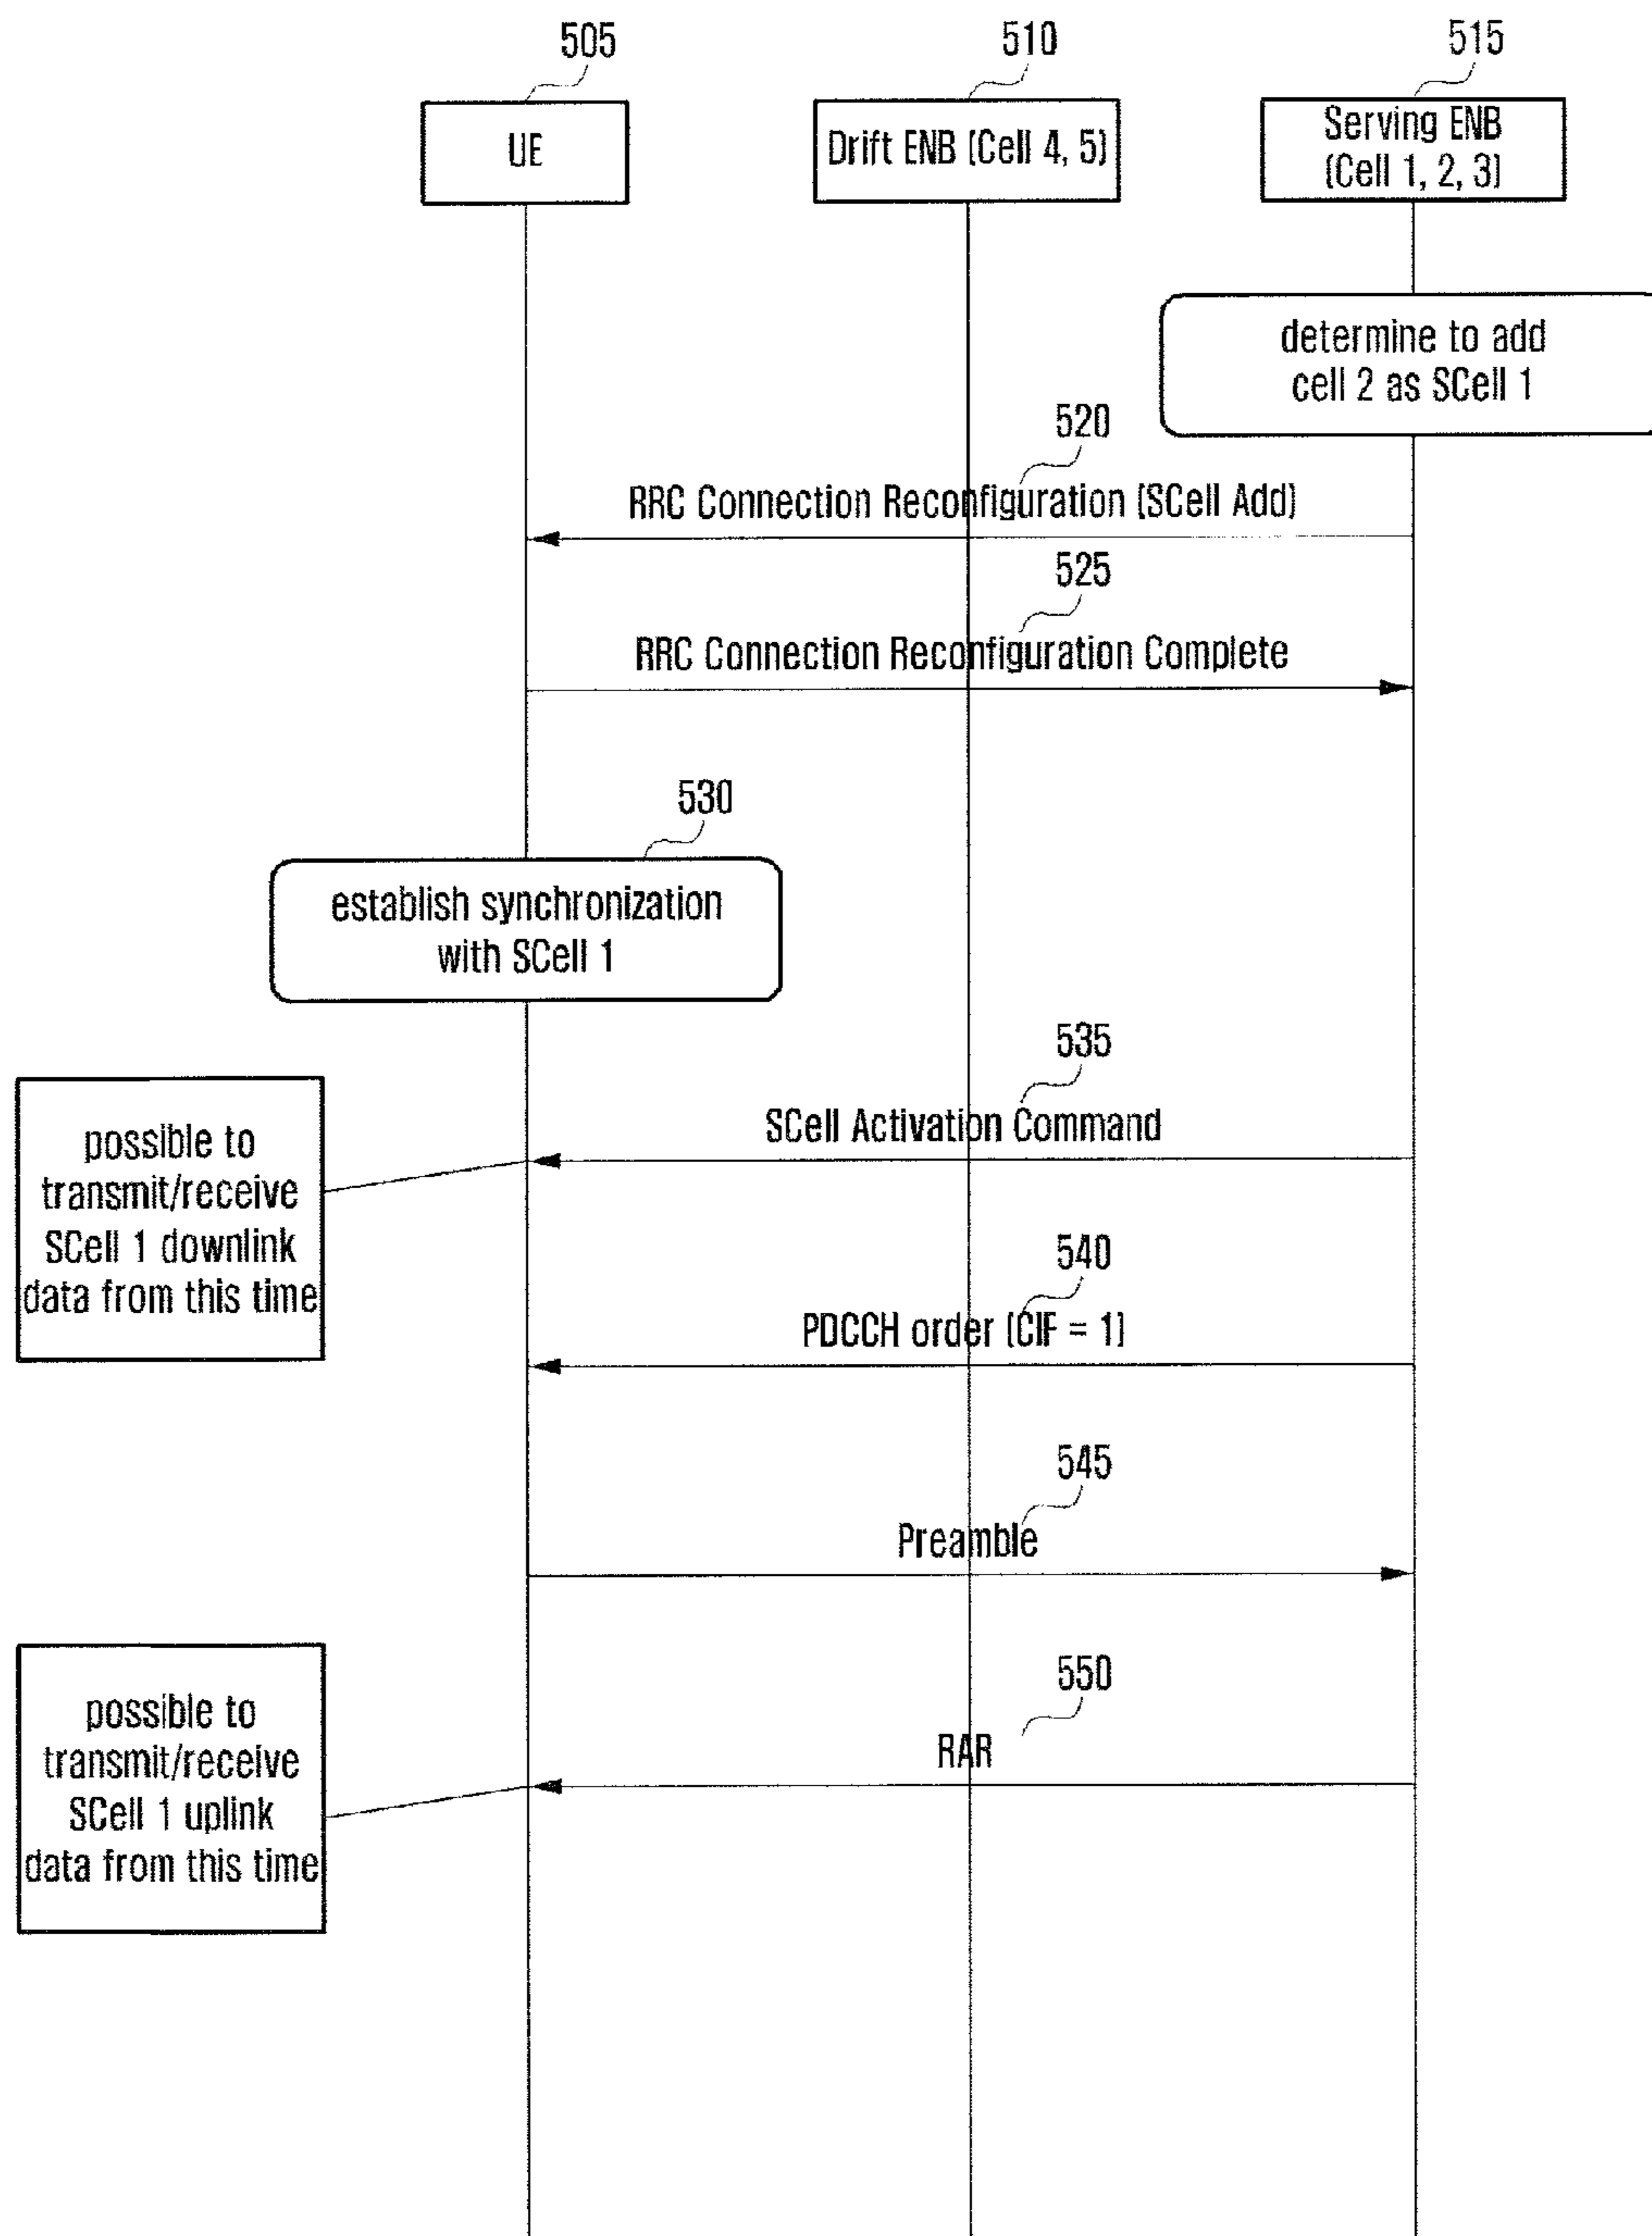 505
510
515
UE
Drift ENB (Cell 4, 5)
Serving ENB
(Cell 1, 2, 3)
determine to add
cell 2 as SCell 1
520
RRC Connection Reconfiguration (SCell Add)
525
RRC Connection Reconfiguration Complete
530
establish synchronization
with SCell 1
535
SCell Activation Command
possible to
transmit/receive
SCell 1 downlink
data from this time
540
PDCCH order (CIF = 1)
545
Preamble
550
RAR
possible to
transmit/receive
SCell 1 uplink
data from this time